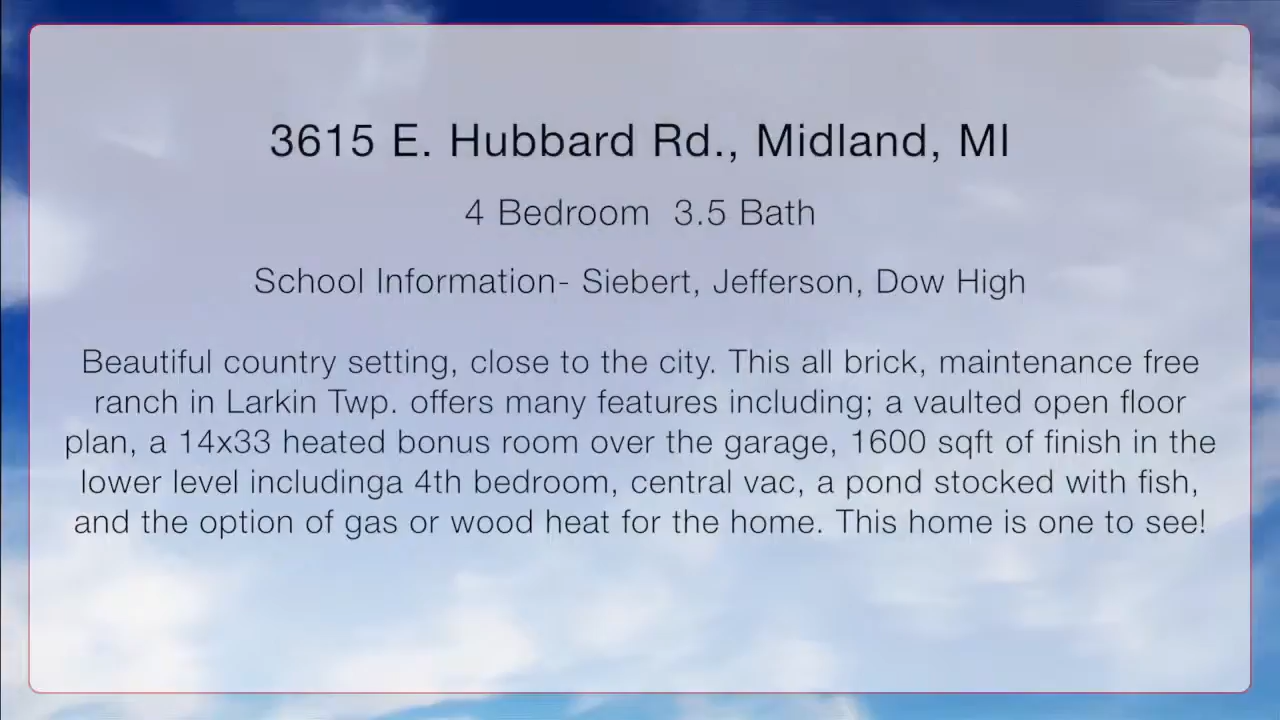 3615 E. Hubbard Rd., Midland, MI
4 Bedroom  3.5 Bath
School Information- Siebert, Jefferson, Dow High
Beautiful country setting, close to the city. This all brick, maintenance free
ranch in Larkin Twp. offers many features including; a vaulted open floor
plan, a 14x33 heated bonus room over the garage, 1600 sqft of finish in the
lower level includinga 4th bedroom, central vac, a pond stocked with fish,
and the option of gas or wood heat for the home. This home is one to see!